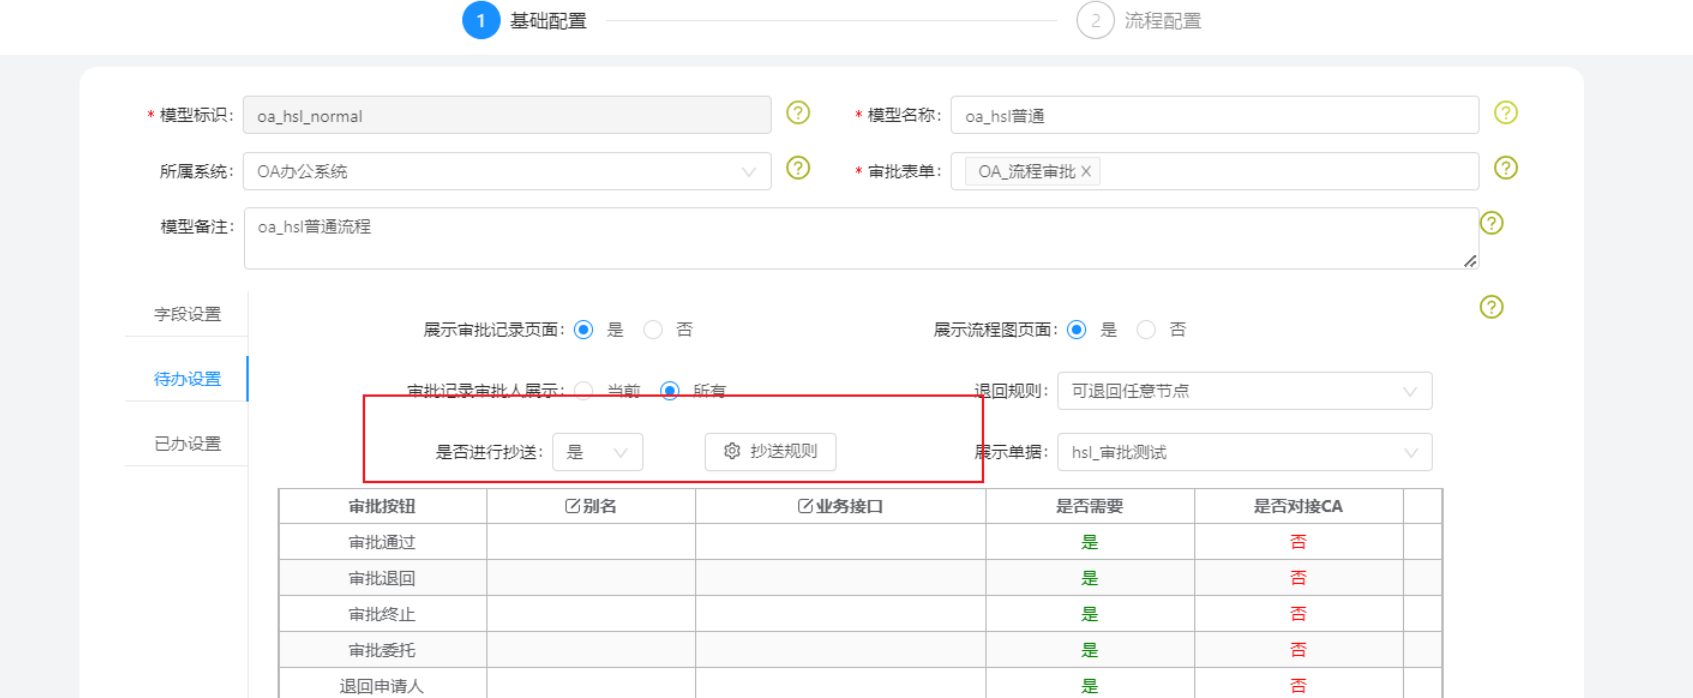 1 基础配置 2 流程配置
* 模型标识: oa_hsl_normal ? * 模型名称: oa_hsl普通 ?
所属系统: OA办公系统 ? * 审批表单: OA_流程审批 ?
模型备注: oa_hsl普通流程 ?
字段设置 ?
展示审批记录页面: 是 否 展示流程图页面: 是 否
待办设置
审批记录审批人展示: 当前 所有 退回规则: 可退回任意节点
已办设置
是否进行抄送: 是 抄送规则 展示单据: hsl_审批测试
审批按钮 别名 业务接口 是否需要 是否对接CA
审批通过 是 否
审批退回 是 否
审批终止 是 否
审批委托 是 否
退回申请人 是 否